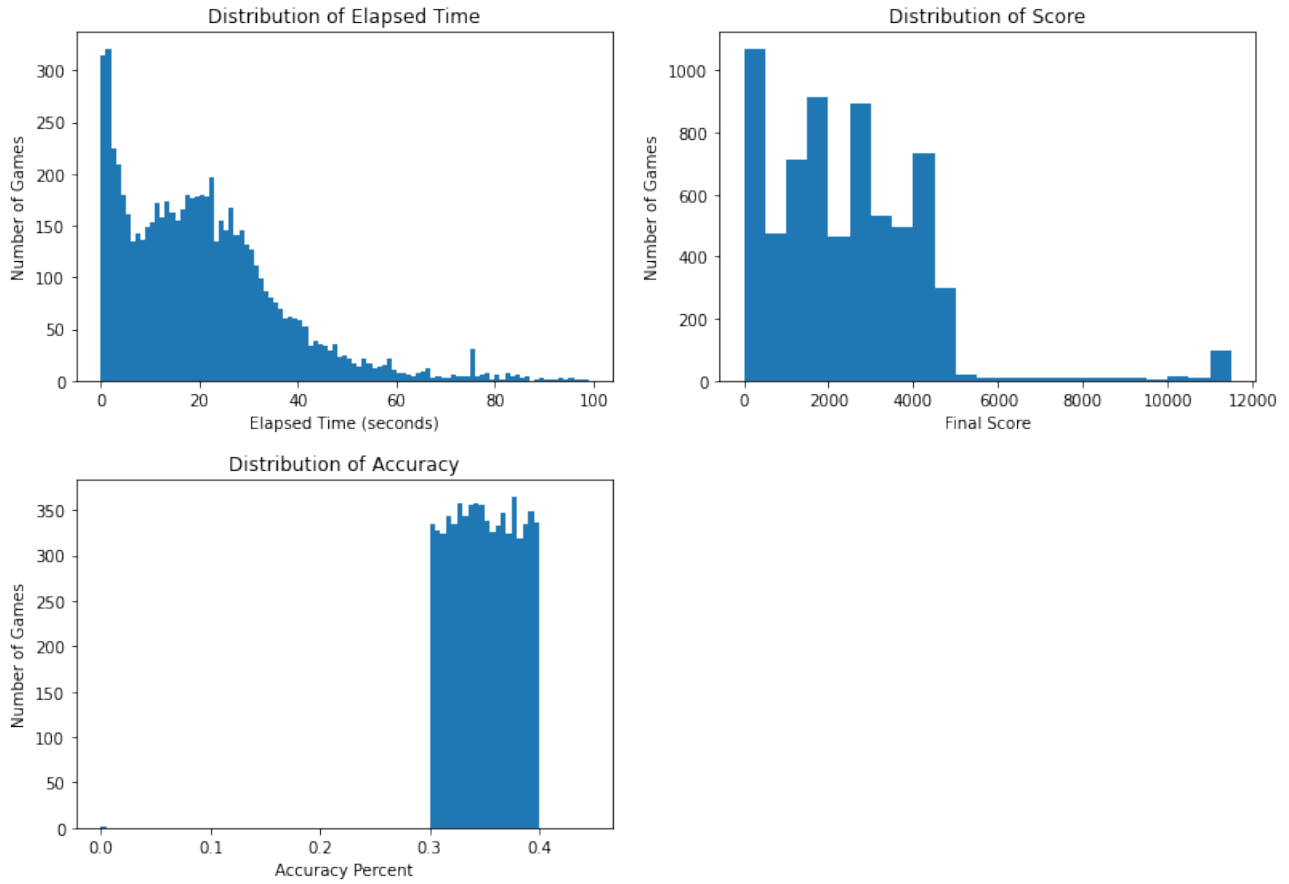 Distribution of Elapsed Time
Number of Games
300
250
200
150
100
50
0
0 20 40 60 80 100
Elapsed Time (seconds)
Distribution of Score
Number of Games
1000
800
600
400
200
0
0 2000 4000 6000 8000 10000 12000
Final Score
Distribution of Accuracy
Number of Games
350
300
250
200
150
100
50
0
0.0 0.1 0.2 0.3 0.4
Accuracy Percent